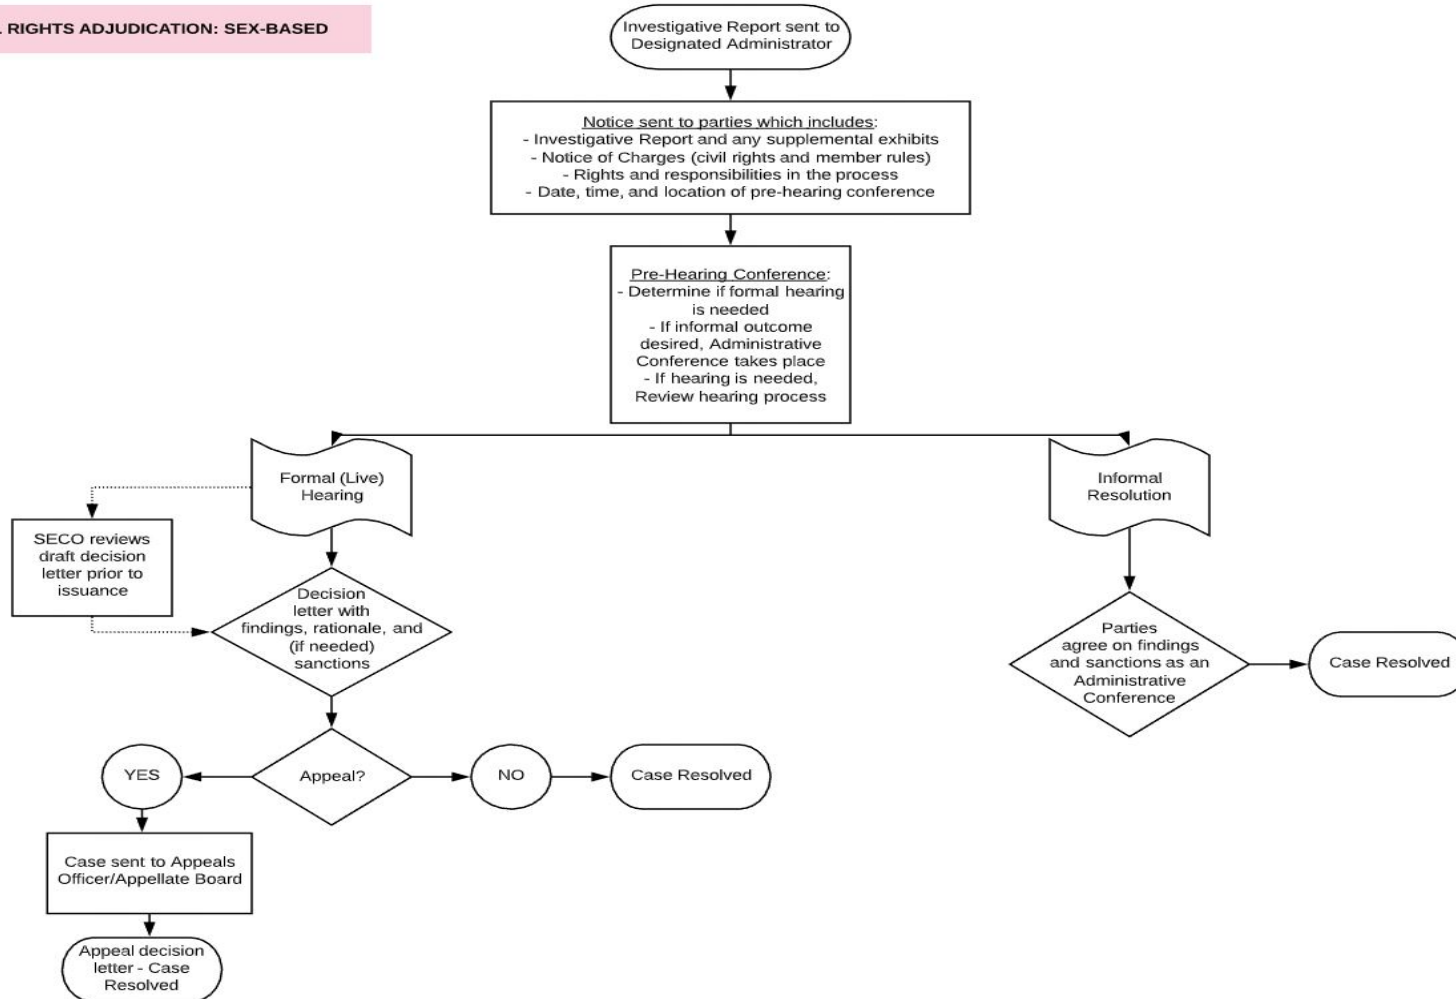 RIGHTS ADJUDICATION: SEX-BASED
Investigative Report sent to
Designated Administrator
Notice sent to parties which includes:
- Investigative Report and any supplemental exhibits
- Notice of Charges (civil rights and member rules)
- Rights and responsibilities in the process
- Date, time, and location of pre-hearing conference
Pre-Hearing Conference:
- Determine if formal hearing
is needed
- If informal outcome
desired, Administrative
Conference takes place
- If hearing is needed,
Review hearing process
Formal (Live)
Hearing
Informal
Resolution
SECO reviews
draft decision
letter prior to
issuance
Decision
letter with
findings, rationale, and
(if needed)
sanctions
Parties
agree on findings
and sanctions as an
Administrative
Conference
Case Resolved
YES
Appeal?
NO
Case Resolved
Case sent to Appeals
Officer/Appellate Board
Appeal decision
letter - Case
Resolved